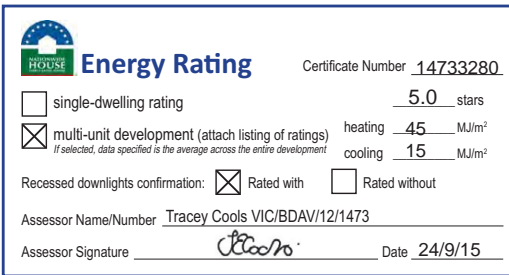 NATIONWIDE
HOUSE
Energy Rating
Certificate Number 14733280
single-dwelling rating
5.0 stars
multi-unit development (attach listing of ratings)
If selected, data specified is the average across the entire development
heating 45 MJ/m²
cooling 15 MJ/m²
Recessed downlights confirmation: Rated with Rated without
Assessor Name/Number Tracey Cools VIC/BDAV/12/1473
Assessor Signature Date 24/9/15